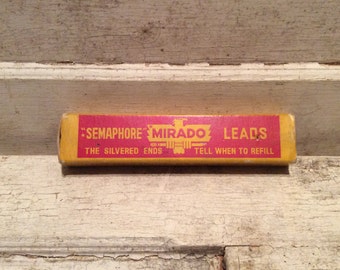 "SEMAPHORE" MIRADO LEADS
THE SILVERED ENDS TELL WHEN TO REFILL